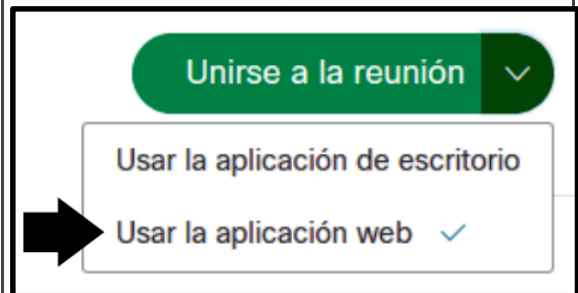 Unirse a la reunión
Usar la aplicación de escritorio
Usar la aplicación web